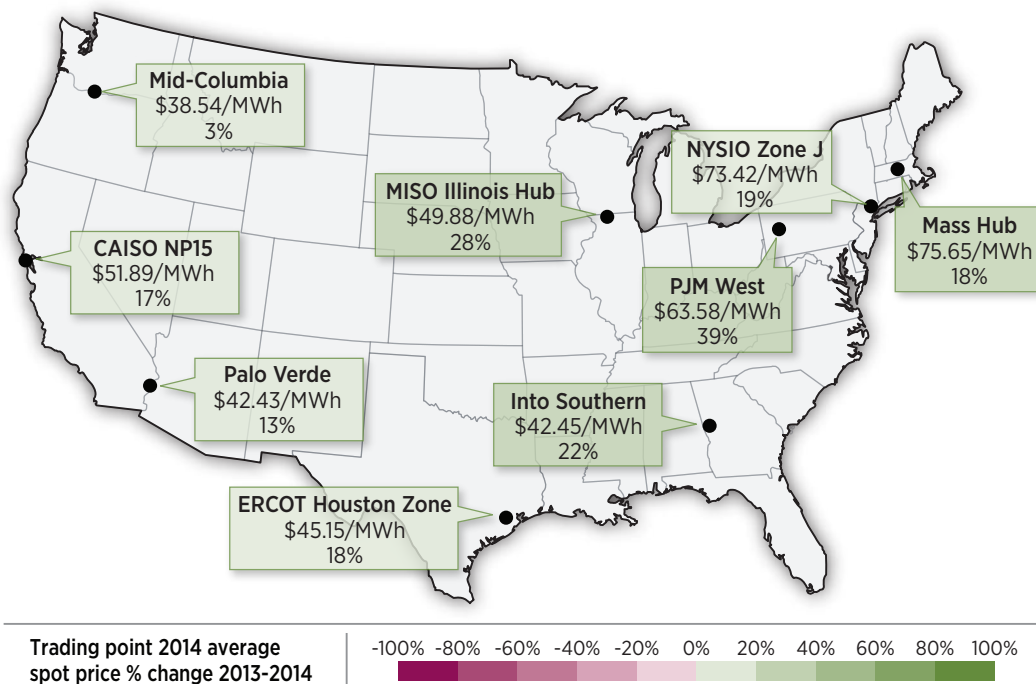 Mid-Columbia
$38.54/MWh
3%
NYSIO Zone J
$73.42/MWh
19%
MISO Illinois Hub
$49.88/MWh
28%
Mass Hub
$75.65/MWh
18%
CAISO NP15
$51.89/MWh
17%
PJM West
$63.58/MWh
39%
Palo Verde
$42.43/MWh
13%
Into Southern
$42.45/MWh
22%
ERCOT Houston Zone
$45.15/MWh
18%
Trading point 2014 average
spot price % change 2013-2014
-100% -80% -60% -40% -20% 0% 20% 40% 60% 80% 100%